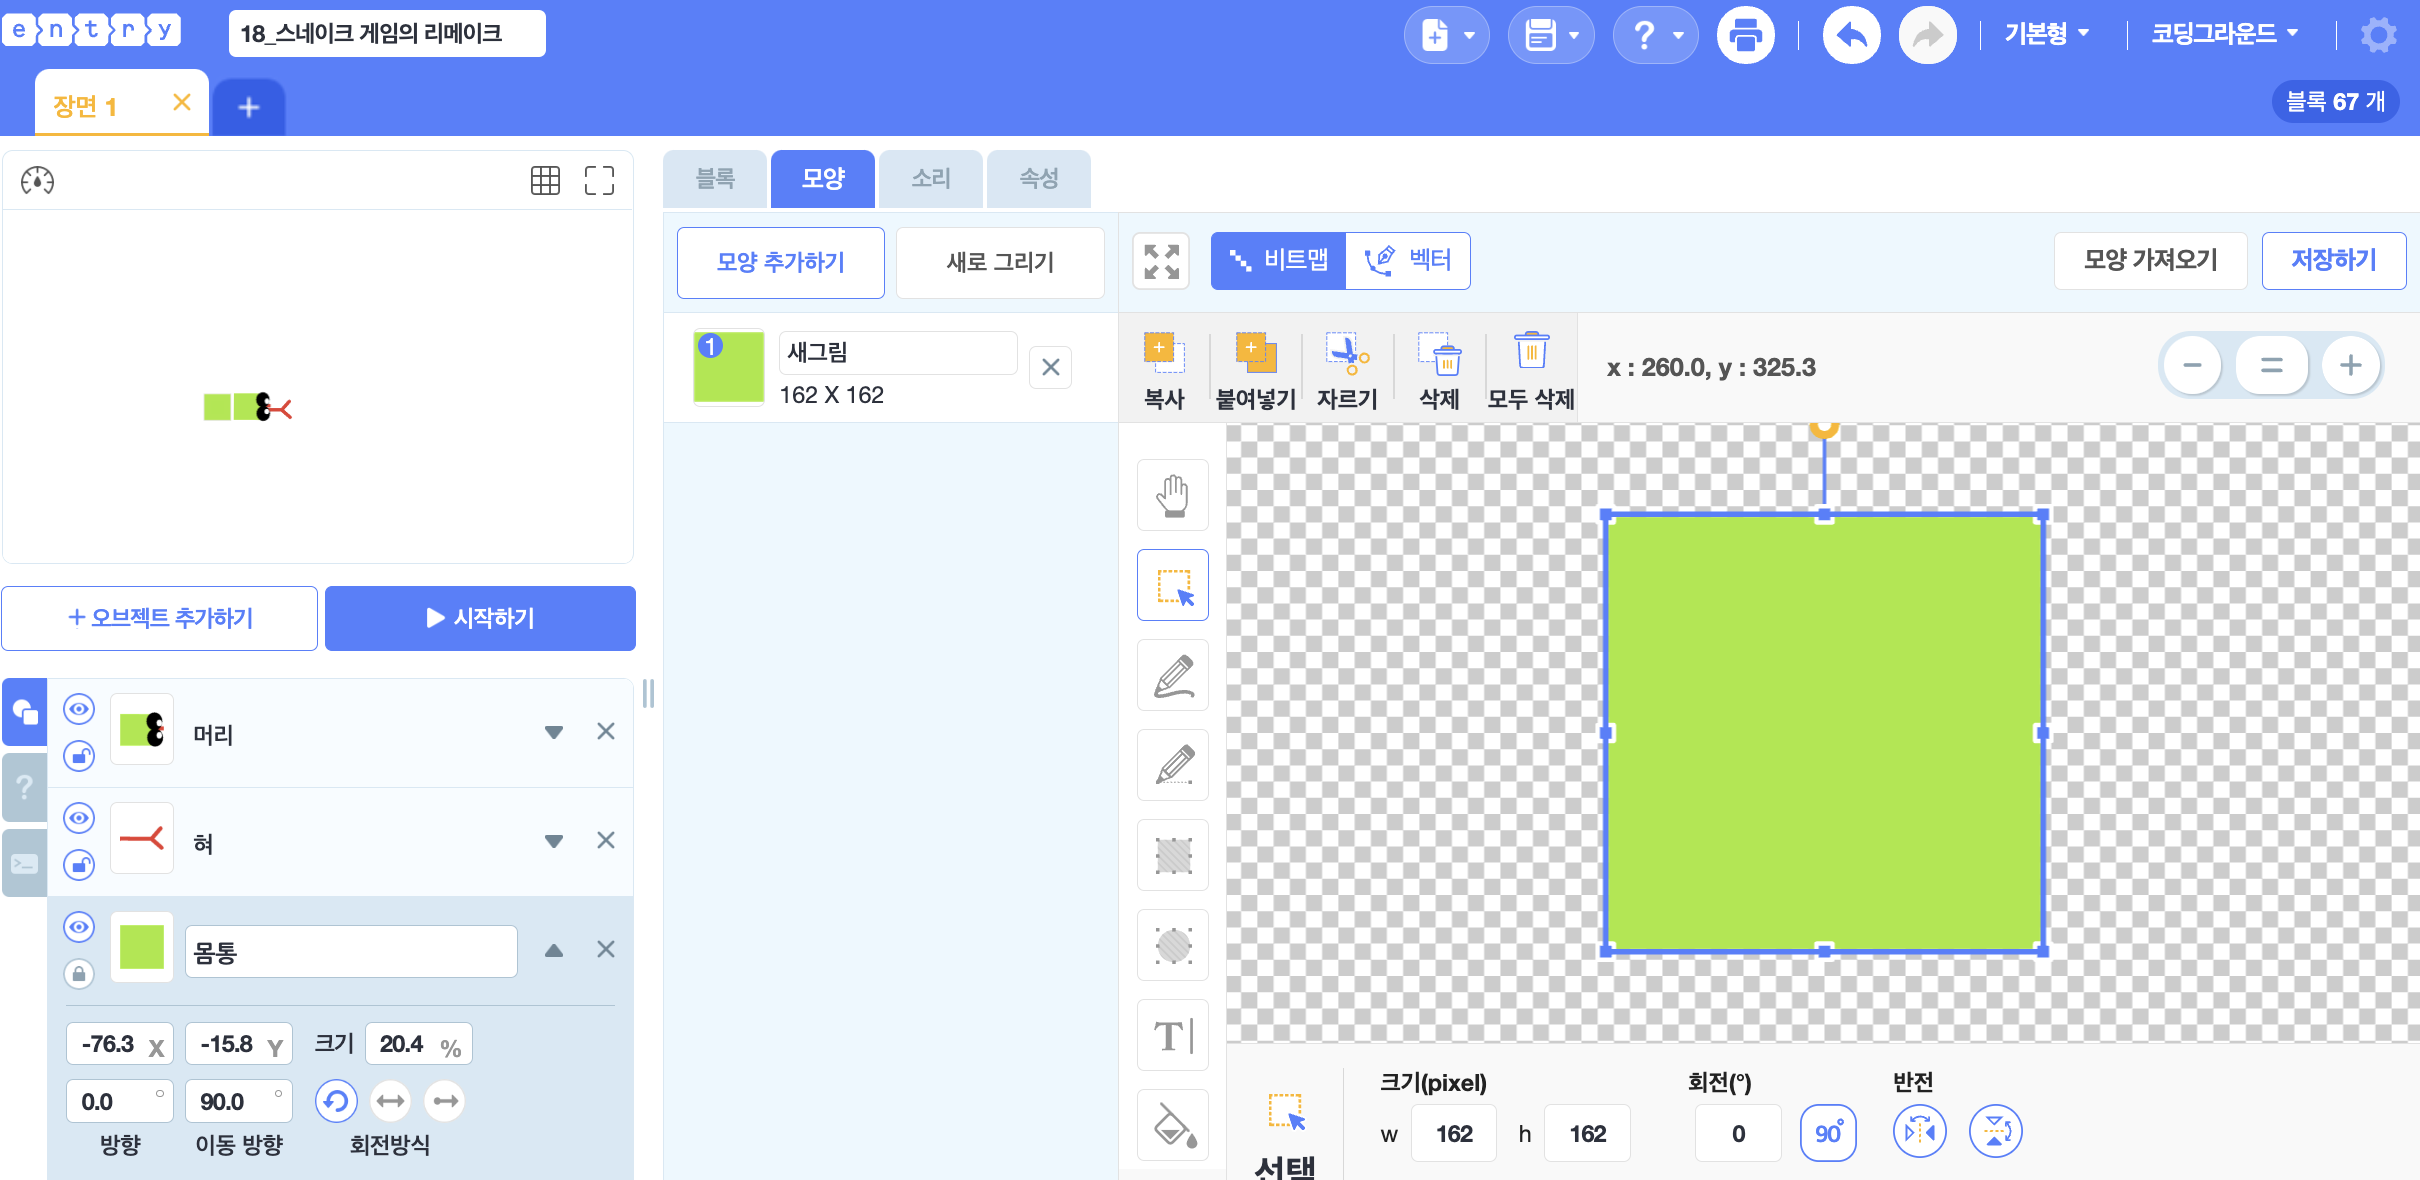 entry
18_스네이크 게임의 리메이크
?
기본형
코딩그라운드
장면 1
+
블록 67 개
블록
모양
소리
속성
모양 추가하기
새로 그리기
비트맵
벡터
모양 가져오기
저장하기
1
새그림
162 X 162
복사
붙여넣기
자르기
삭제
모두 삭제
x : 260.0, y : 325.3
+ 오브젝트 추가하기
시작하기
머리
?
혀
>_
몸통
-76.3 X
-15.8 Y
크기
20.4 %
0.0 °
90.0 °
방향
이동 방향
회전방식
T
선택
크기(pixel)
회전(°)
반전
w 162 h 162
0
90°